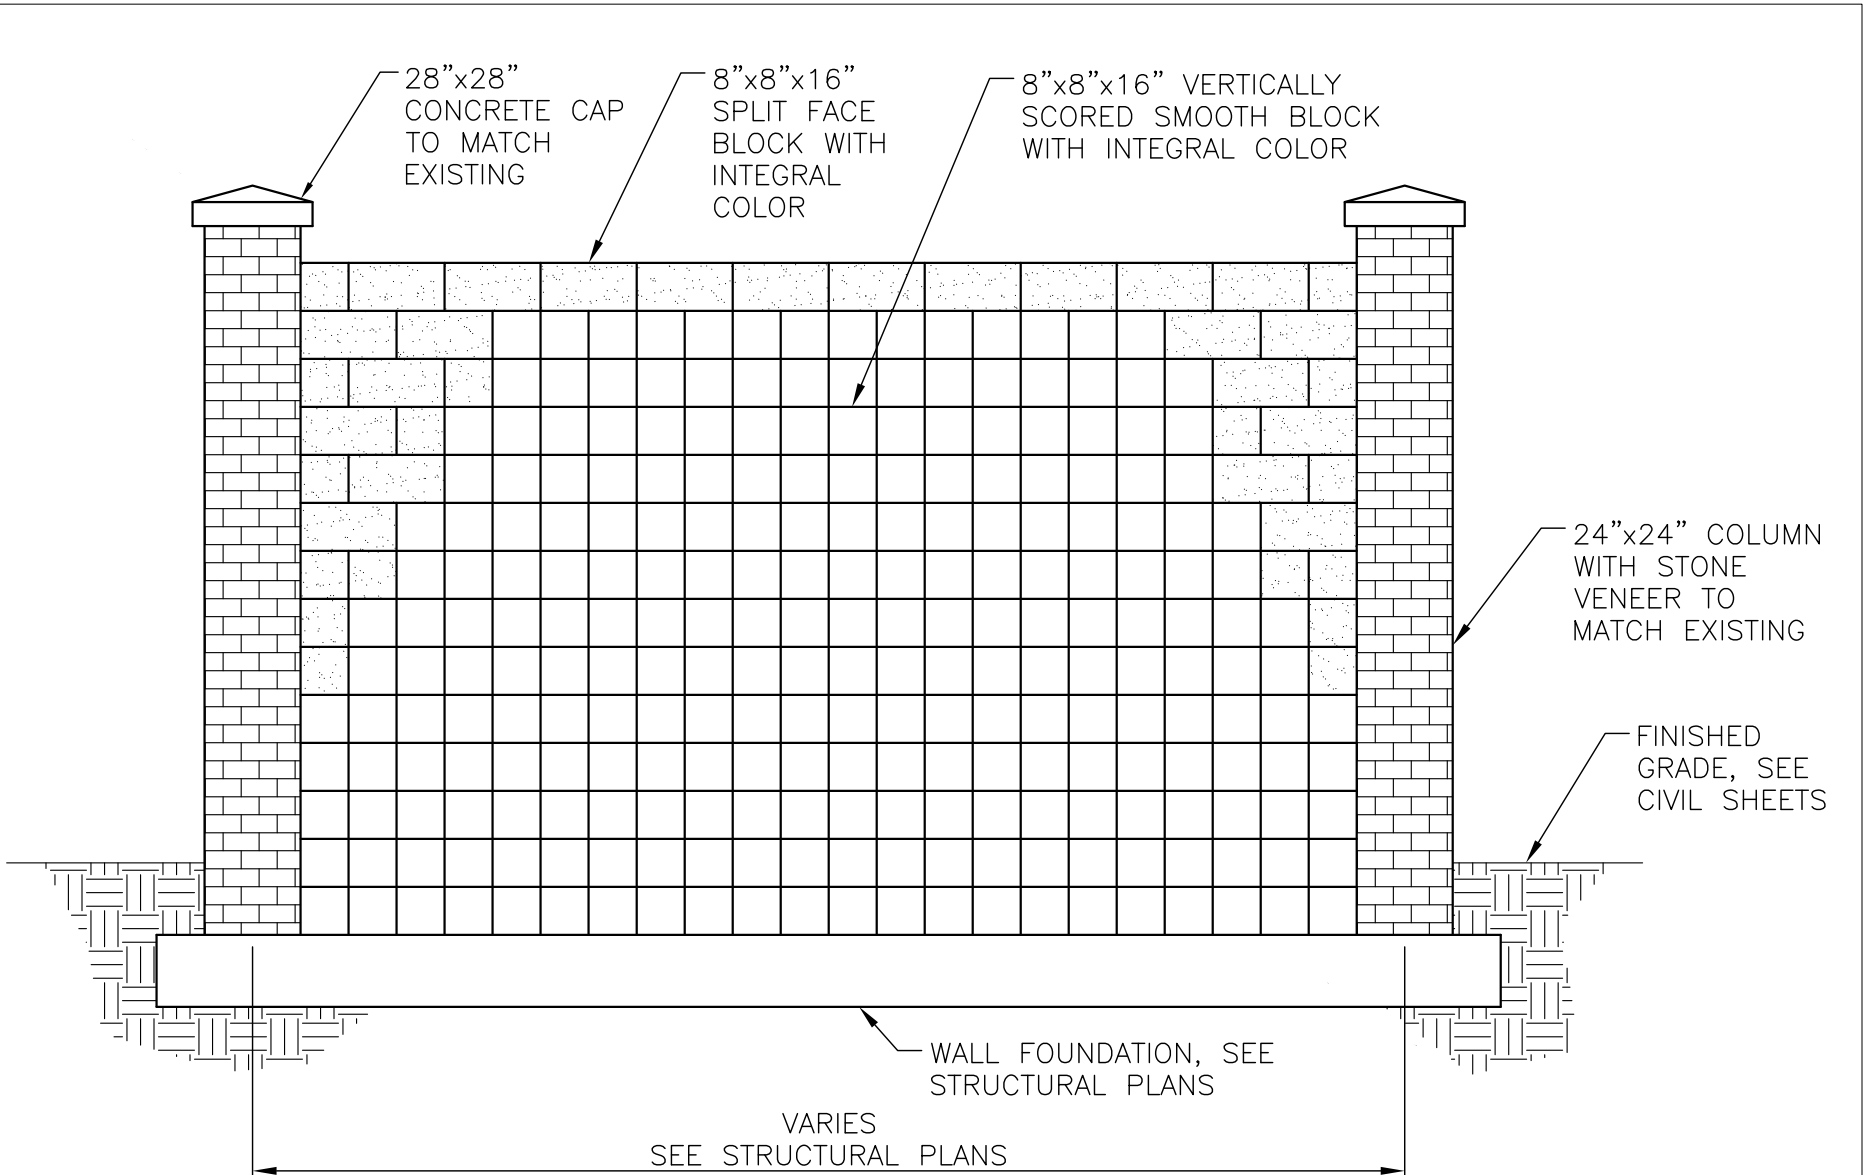 28”x28”
CONCRETE CAP
TO MATCH
EXISTING
8”x8”x16”
SPLIT FACE
BLOCK WITH
INTEGRAL
COLOR
8”x8”x16” VERTICALLY
SCORED SMOOTH BLOCK
WITH INTEGRAL COLOR
24”x24” COLUMN
WITH STONE
VENEER TO
MATCH EXISTING
FINISHED
GRADE, SEE
CIVIL SHEETS
WALL FOUNDATION, SEE
STRUCTURAL PLANS
VARIES
SEE STRUCTURAL PLANS